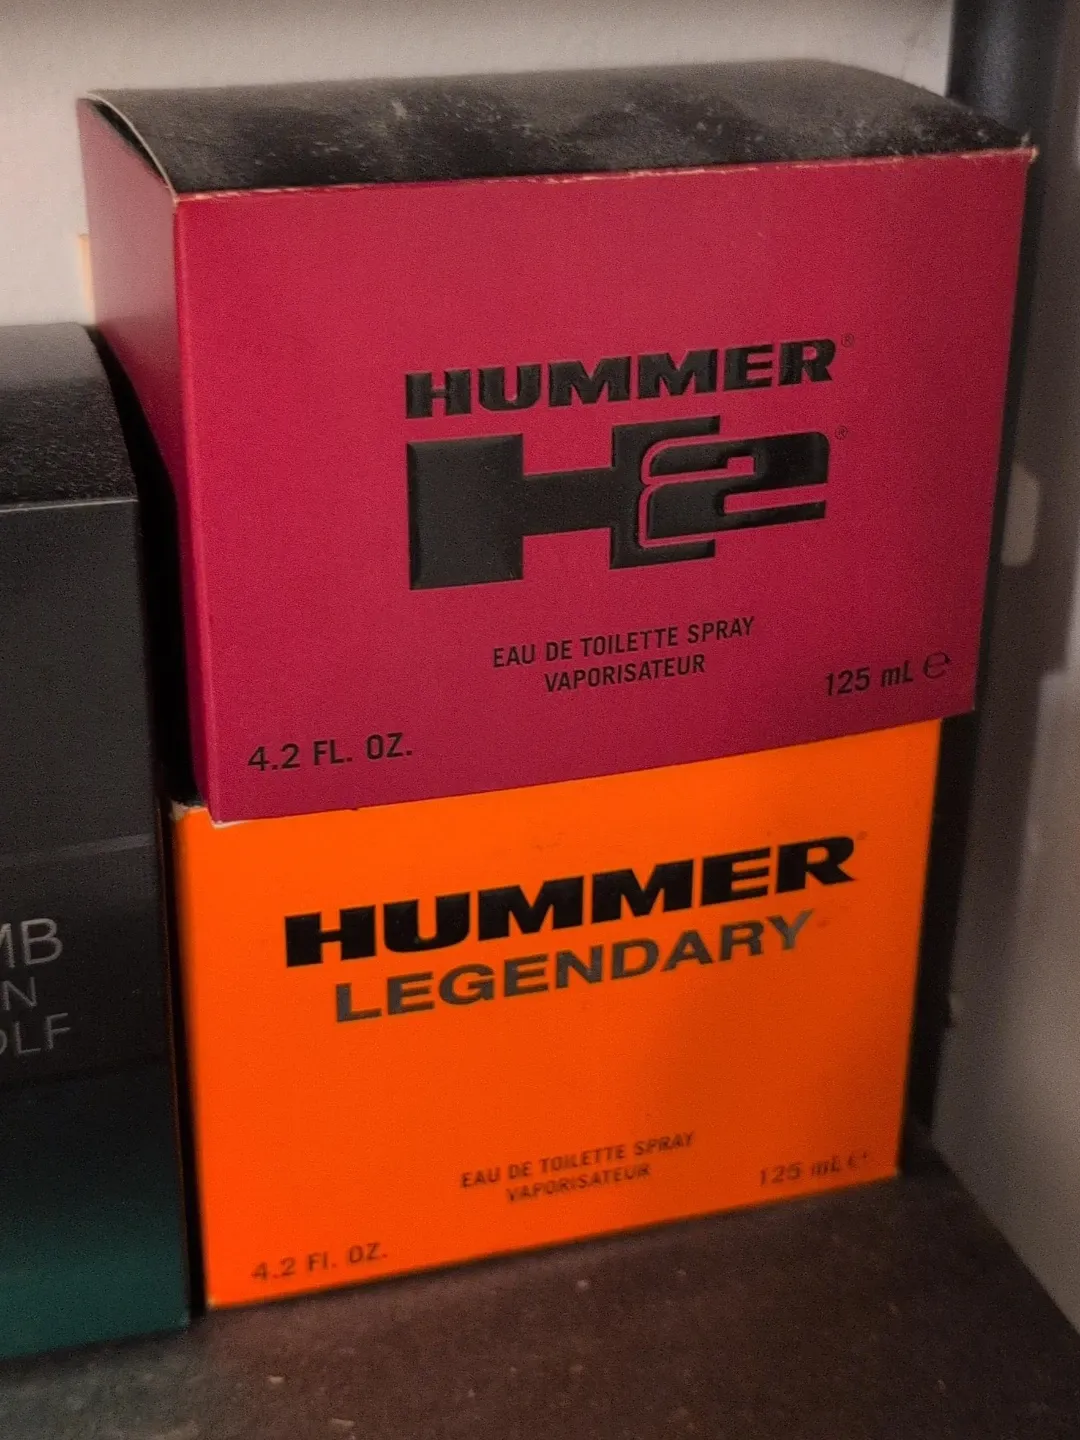 HUMMER®
H2®
EAU DE TOILETTE SPRAY
VAPORISATEUR
125 mL ℮
4.2 FL. OZ.
HUMMER
LEGENDARY
EAU DE TOILETTE SPRAY
VAPORISATEUR
125 mL ℮
4.2 Fl. OZ.
MB
N
OLF